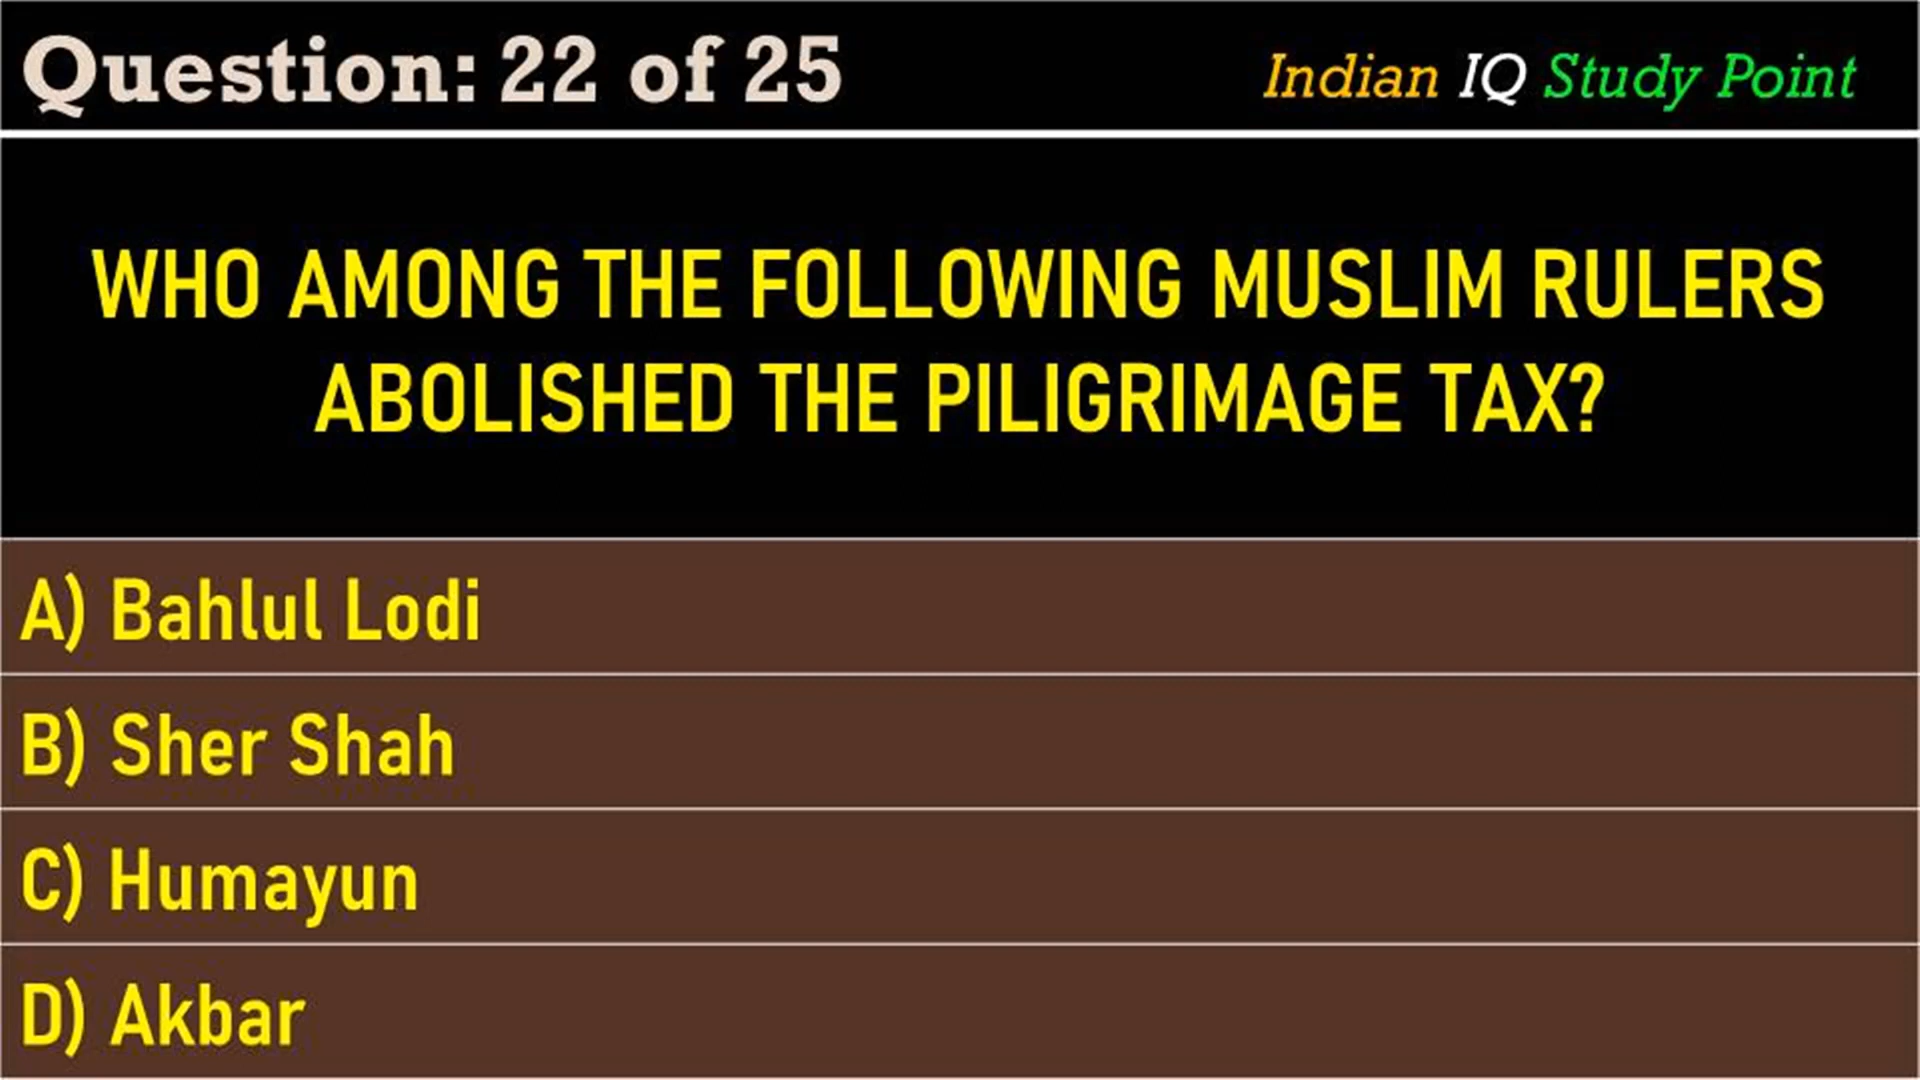 Question: 22 of 25
Indian IQ Study Point
WHO AMONG THE FOLLOWING MUSLIM RULERS
ABOLISHED THE PILIGRIMAGE TAX?
A) Bahlul Lodi
B) Sher Shah
C) Humayun
D) Akbar